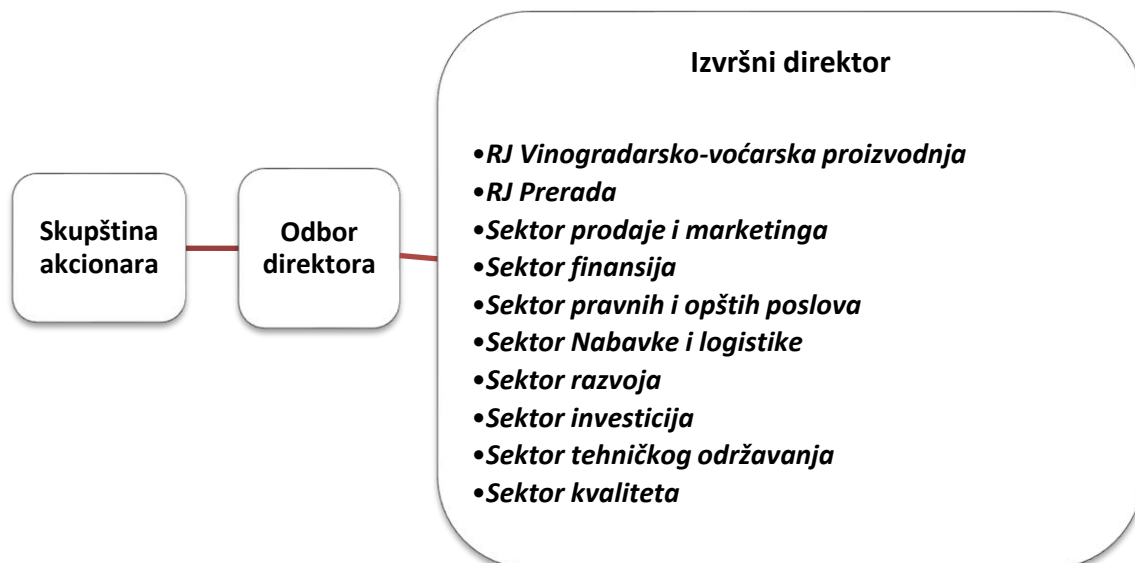 Skupština
akcionara
Odbor
direktora
Izvršni direktor
•RJ Vinogradarsko-voćarska proizvodnja
•RJ Prerada
•Sektor prodaje i marketinga
•Sektor finansija
•Sektor pravnih i opštih poslova
•Sektor Nabavke i logistike
•Sektor razvoja
•Sektor investicija
•Sektor tehničkog održavanja
•Sektor kvaliteta